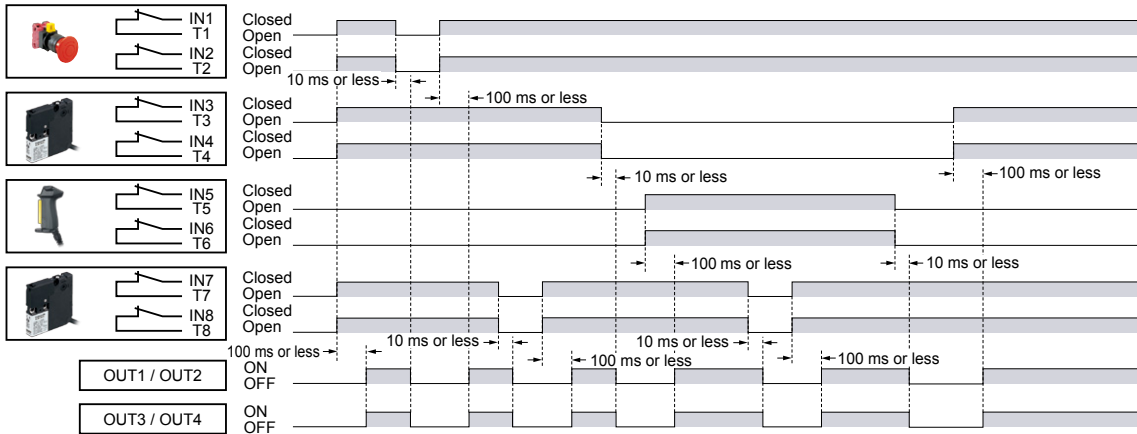 IN1 Closed
T1 Open
IN2 Closed
T2 Open
10 ms or less
100 ms or less
IN3 Closed
T3 Open
IN4 Closed
T4 Open
10 ms or less
100 ms or less
IN5 Closed
T5 Open
IN6 Closed
T6 Open
100 ms or less
10 ms or less
IN7 Closed
T7 Open
IN8 Closed
T8 Open
10 ms or less
10 ms or less
100 ms or less
100 ms or less
100 ms or less
OUT1 / OUT2 ON
OFF
OUT3 / OUT4 ON
OFF